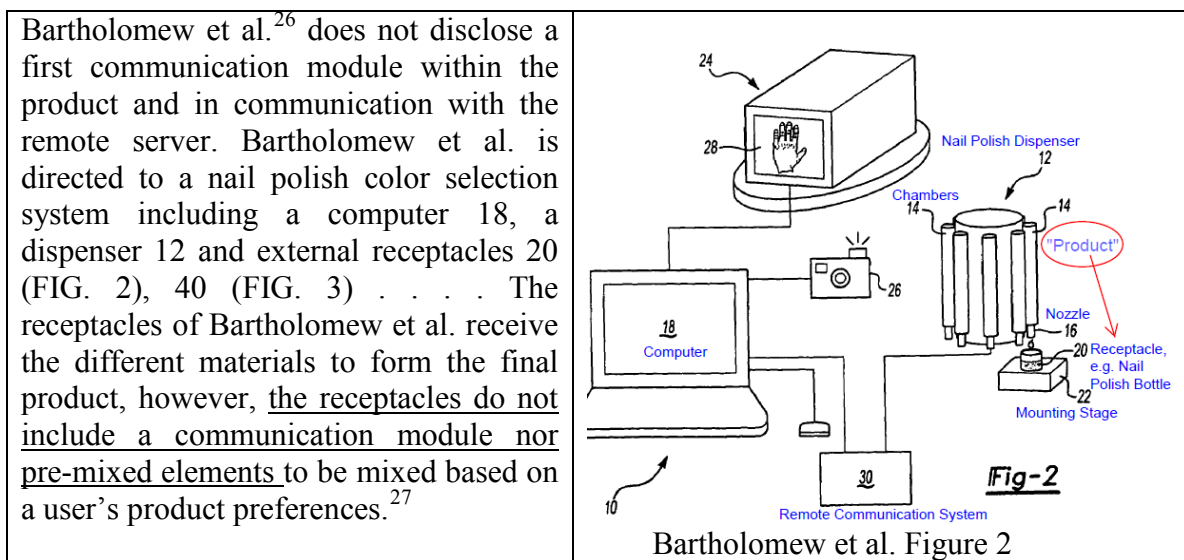 Bartholomew et al.26 does not disclose a
first communication module within the
product and in communication with the
remote server. Bartholomew et al. is
directed to a nail polish color selection
system including a computer 18, a
dispenser 12 and external receptacles 20
(FIG. 2), 40 (FIG. 3) . . . . The
receptacles of Bartholomew et al. receive
the different materials to form the final
product, however, the receptacles do not
include a communication module nor
pre-mixed elements to be mixed based on
a user’s product preferences.27
24
28
Nail Polish Dispenser
12
Chambers
14
14
"Product"
26
18
Computer
Nozzle
16
20
Receptacle,
e.g. Nail
Polish Bottle
22
Mounting Stage
10
30
Remote Communication System
Fig-2
Bartholomew et al. Figure 2